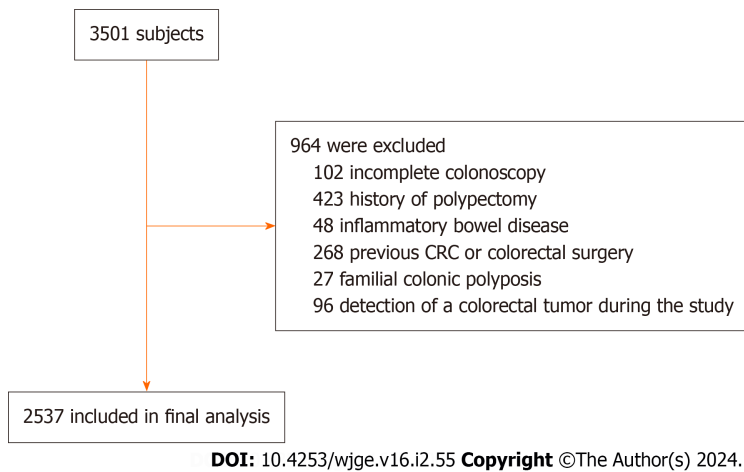 3501 subjects
964 were excluded
102 incomplete colonoscopy
423 history of polypectomy
48 inflammatory bowel disease
268 previous CRC or colorectal surgery
27 familial colonic polyposis
96 detection of a colorectal tumor during the study
2537 included in final analysis
DOI: 10.4253/wjge.v16.i2.55 Copyright ©The Author(s) 2024.